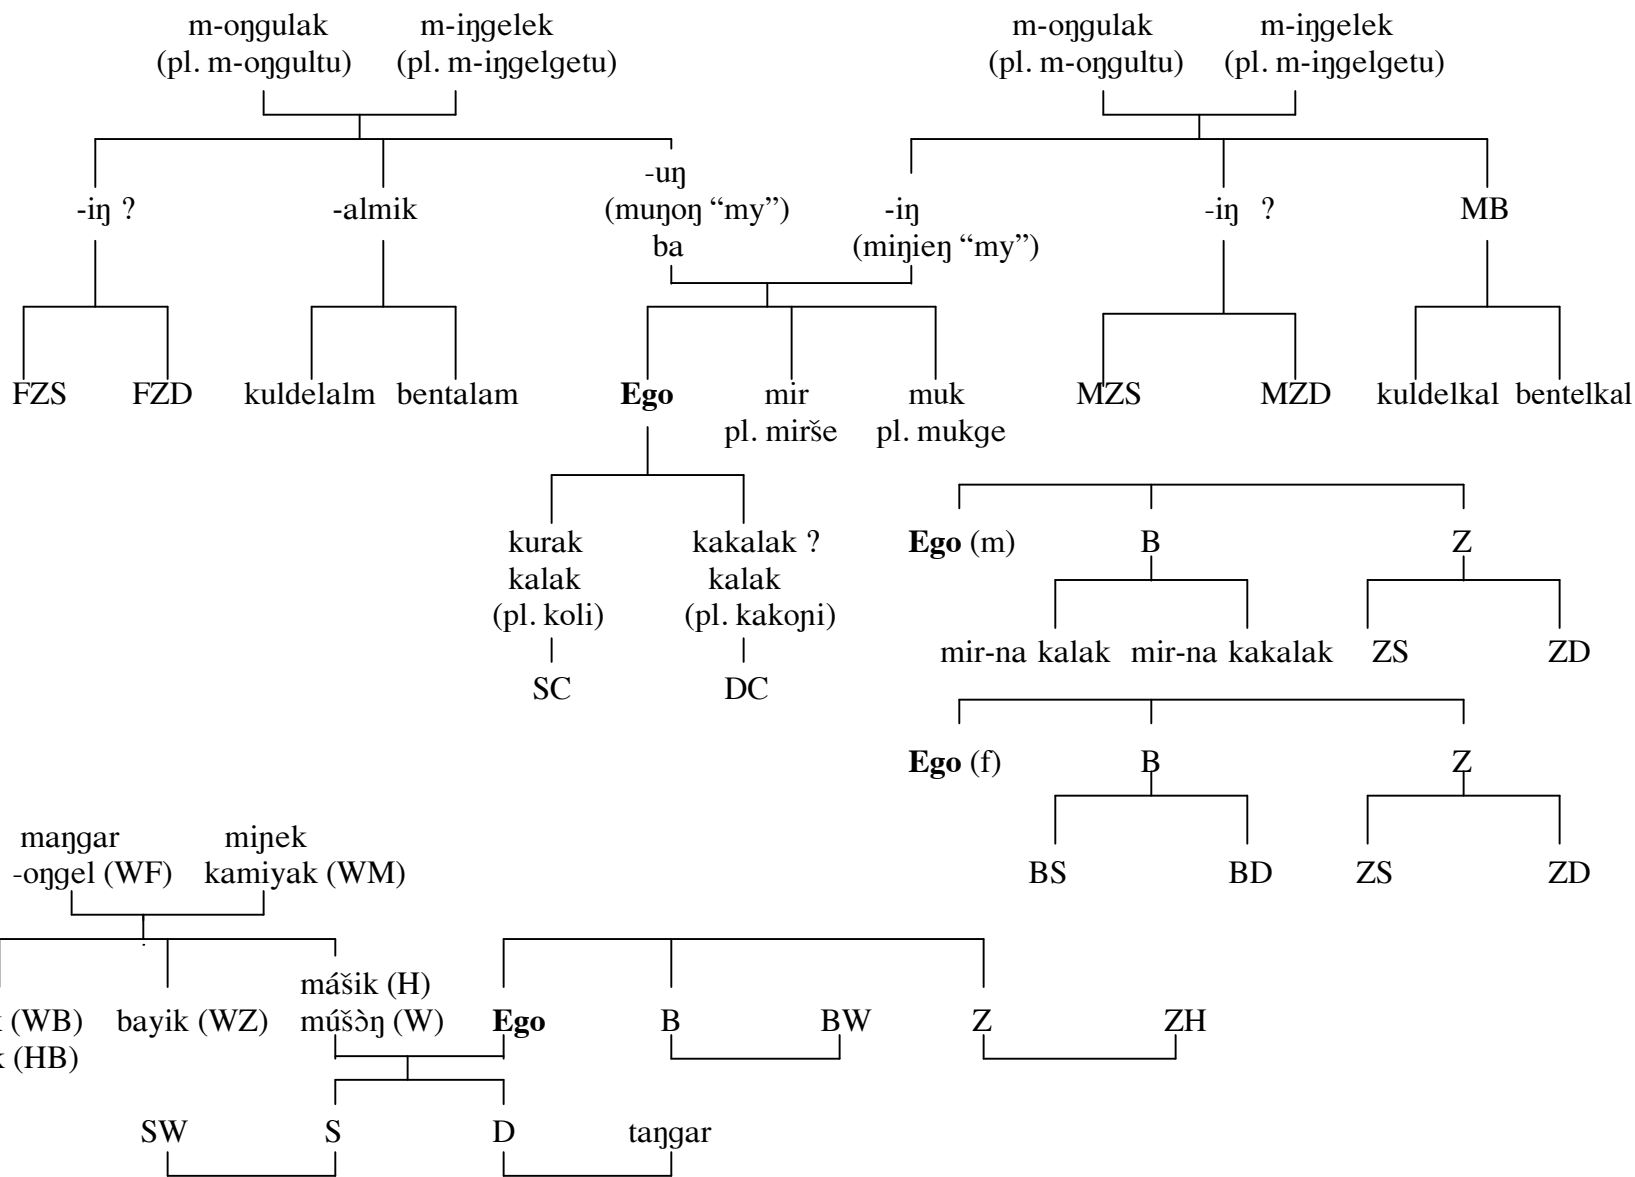 m-oŋgulak m-iŋgelek m-oŋgulak m-iŋgelek
(pl. m-oŋgultu) (pl. m-iŋgelgetu) (pl. m-oŋgultu) (pl. m-iŋgelgetu)
-uŋ
-iŋ ? -almik (muŋoŋ “my”) -iŋ -iŋ ? MB
ba (miŋieŋ “my”)
FZS FZD kuldelalm bentalam Ego mir muk MZS MZD kuldelkal bentelkal
pl. mirše pl. mukge
kurak kakalak ? Ego (m) B Z
kalak kalak
(pl. koli) (pl. kakoɲi)
mir-na kalak mir-na kakalak ZS ZD
SC DC
Ego (f) B Z
maŋgar miɲek
-oŋgel (WF) kamiyak (WM) BS BD ZS ZD
mášik (H)
(WB) bayik (WZ) múšɔ̀ŋ (W) Ego B BW Z ZH
k (HB)
SW S D taŋgar